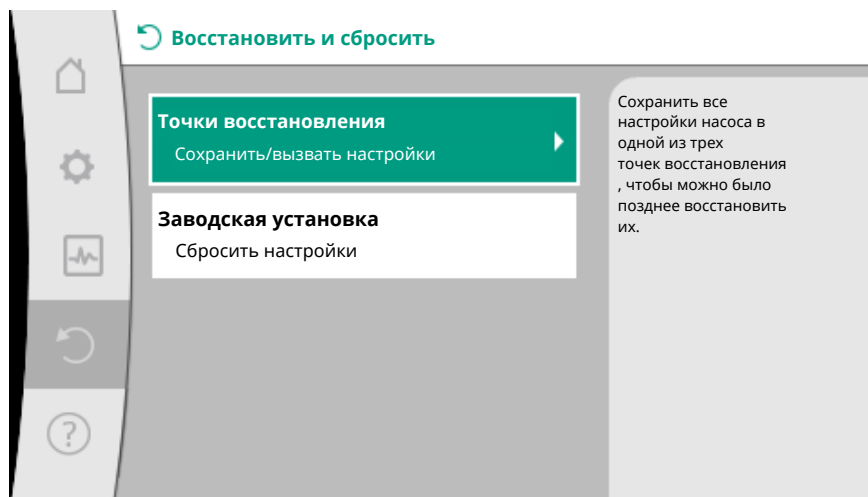 Восстановить и сбросить
Точки восстановления
Сохранить/вызвать настройки
Заводская установка
Сбросить настройки
Сохранить все
настройки насоса в
одной из трех
точек восстановления
, чтобы можно было
позднее восстановить
их.
?